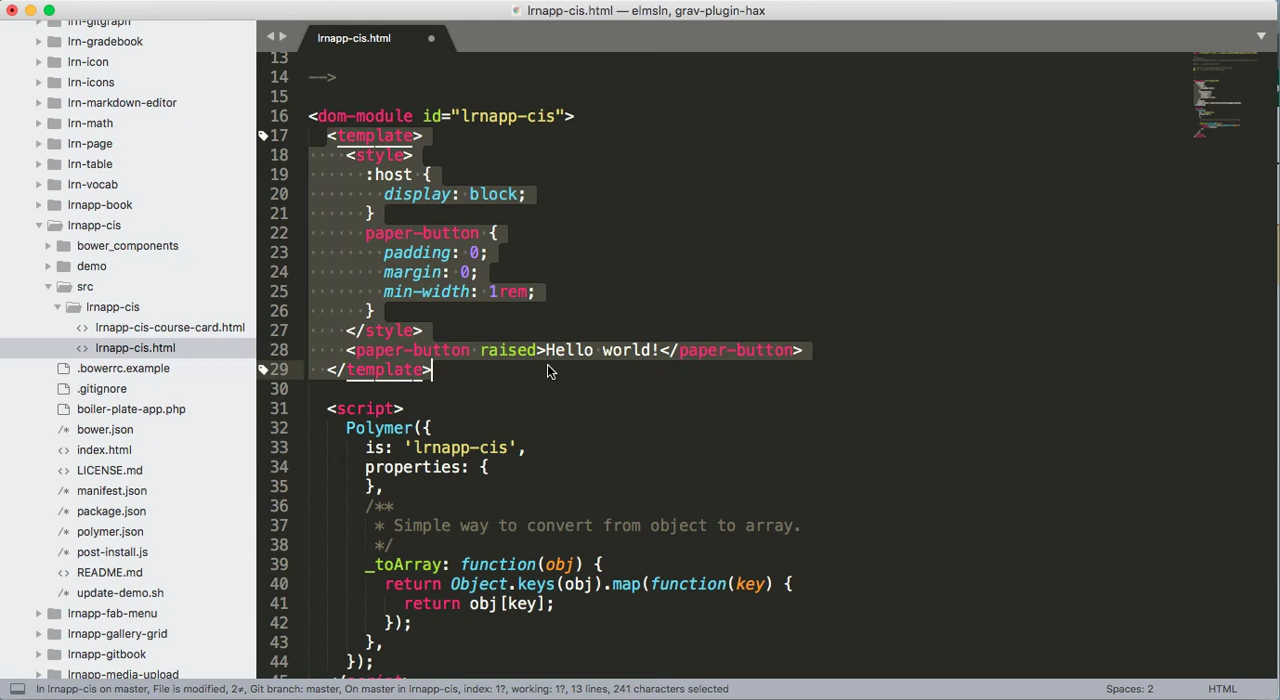 lrnapp-cis.html — elmsln, grav-plugin-hax
lrn-gitgraph
lrn-gradebook
lrn-icon
lrn-icons
lrn-markdown-editor
lrn-math
lrn-page
lrn-table
lrn-vocab
lrnapp-book
lrnapp-cis
bower_components
demo
src
lrnapp-cis
lrnapp-cis-course-card.html
lrnapp-cis.html
.bowerrc.example
.gitignore
boiler-plate-app.php
bower.json
index.html
LICENSE.md
manifest.json
package.json
polymer.json
post-install.js
README.md
update-demo.sh
lrnapp-fab-menu
lrnapp-gallery-grid
lrnapp-gitbook
lrnapp-media-upload
lrnapp-cis.html
13
14 -->
15
16 <dom-module id="lrnapp-cis">
17 <template>
18 <style>
19 :host {
20 display: block;
21 }
22 paper-button {
23 padding: 0;
24 margin: 0;
25 min-width: 1rem;
26 }
27 </style>
28 <paper-button raised>Hello world!</paper-button>
29 </template>
30
31 <script>
32 Polymer({
33 is: 'lrnapp-cis',
34 properties: {
35 },
36 /**
37 * Simple way to convert from object to array.
38 */
39 _toArray: function(obj) {
40 return Object.keys(obj).map(function(key) {
41 return obj[key];
42 });
43 },
44 });
45 </script>
In lrnapp-cis on master, File is modified, 2≠, Git branch: master, On master in lrnapp-cis, index: 1?, working: 1?, 13 lines, 241 characters selected
Spaces: 2
HTML